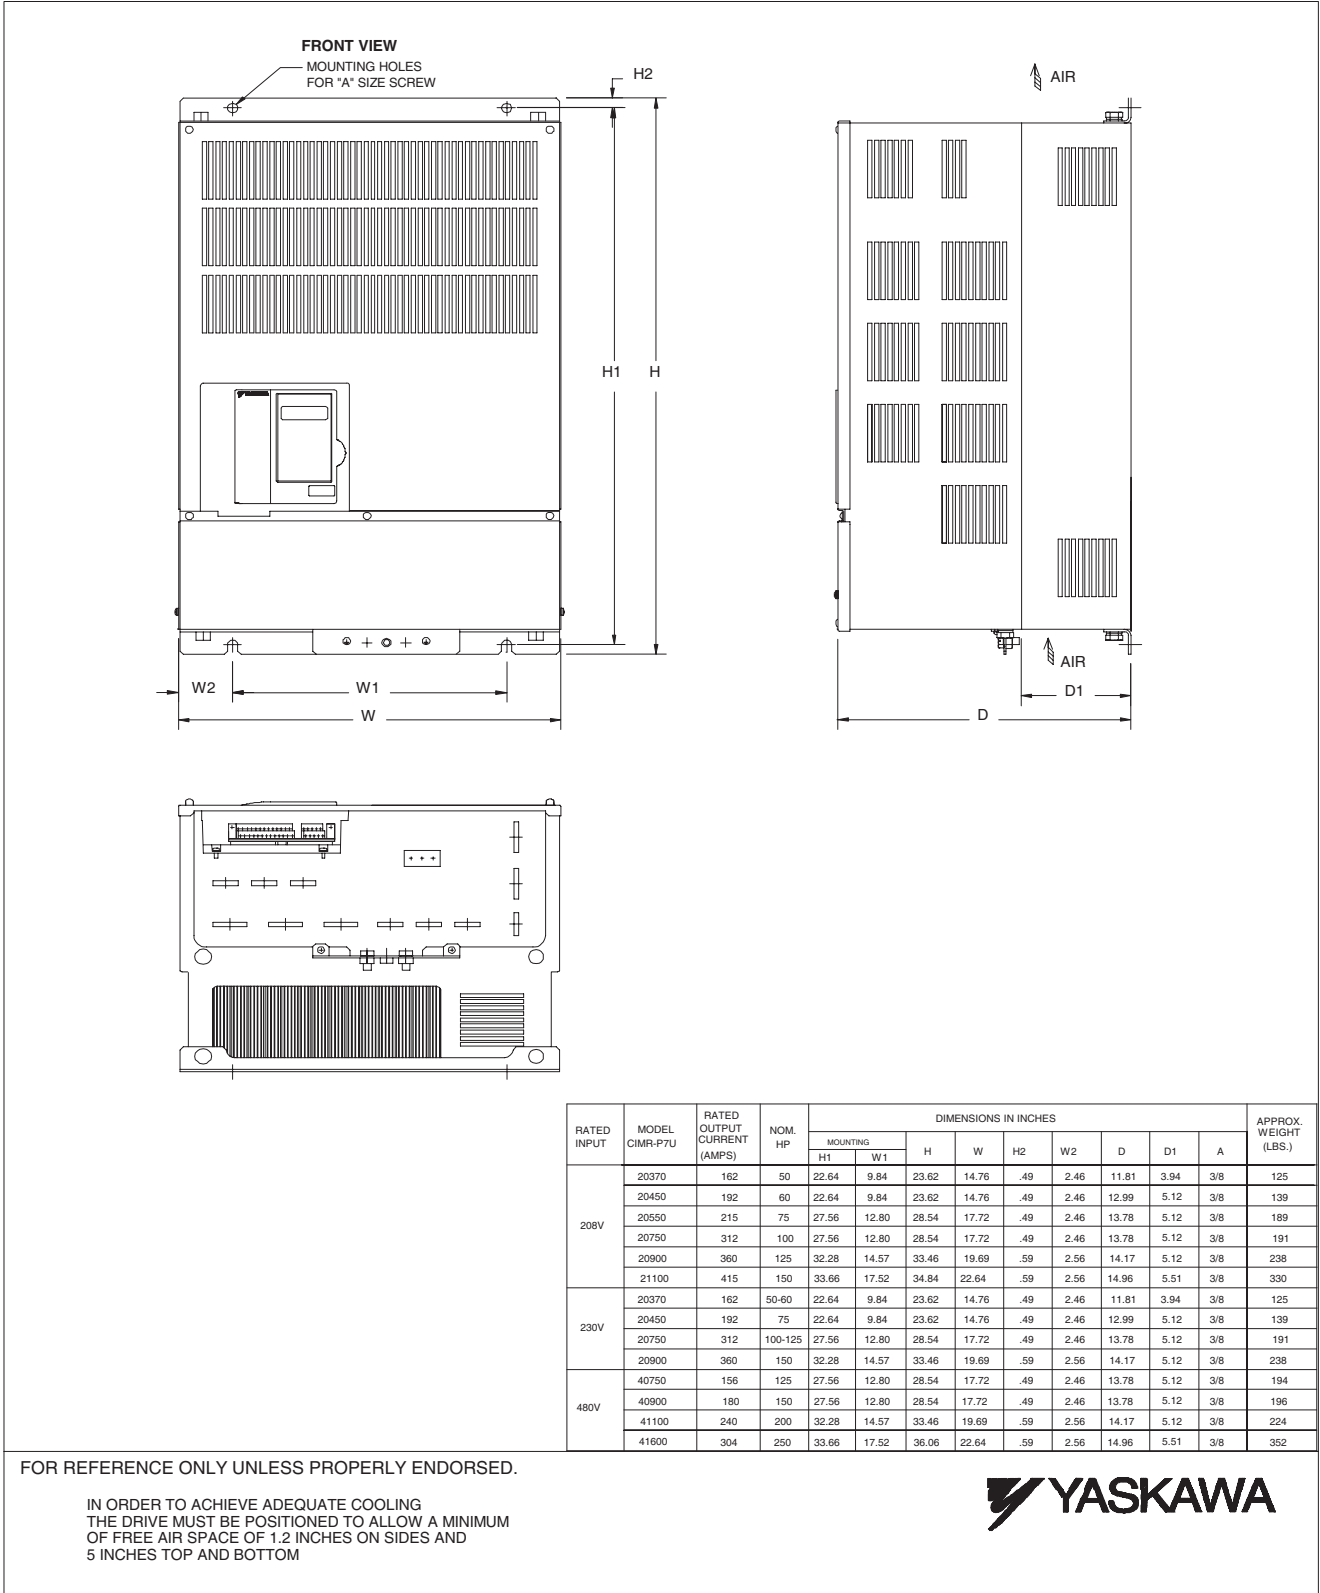 FRONT VIEW
MOUNTING HOLES
FOR "A" SIZE SCREW
H2
H1 H
W2 W1
W
AIR
AIR
D1
D
RATED INPUT MODEL CIMR-P7U RATED OUTPUT CURRENT (AMPS) NOM. HP DIMENSIONS IN INCHES APPROX. WEIGHT (LBS.)
MOUNTING H W H2 W2 D D1 A
H1 W1
208V
20370 162 50 22.64 9.84 23.62 14.76 .49 2.46 11.81 3.94 3/8 125
20450 192 60 22.64 9.84 23.62 14.76 .49 2.46 12.99 5.12 3/8 139
20550 215 75 27.56 12.80 28.54 17.72 .49 2.46 13.78 5.12 3/8 189
20750 312 100 27.56 12.80 28.54 17.72 .49 2.46 13.78 5.12 3/8 191
20900 360 125 32.28 14.57 33.46 19.69 .59 2.56 14.17 5.12 3/8 238
21100 415 150 33.66 17.52 34.84 22.64 .59 2.56 14.96 5.51 3/8 330
230V
20370 162 50-60 22.64 9.84 23.62 14.76 .49 2.46 11.81 3.94 3/8 125
20450 192 75 22.64 9.84 23.62 14.76 .49 2.46 12.99 5.12 3/8 139
20750 312 100-125 27.56 12.80 28.54 17.72 .49 2.46 13.78 5.12 3/8 191
20900 360 150 32.28 14.57 33.46 19.69 .59 2.56 14.17 5.12 3/8 238
480V
40750 156 125 27.56 12.80 28.54 17.72 .49 2.46 13.78 5.12 3/8 194
40900 180 150 27.56 12.80 28.54 17.72 .49 2.46 13.78 5.12 3/8 196
41100 240 200 32.28 14.57 33.46 19.69 .59 2.56 14.17 5.12 3/8 224
41600 304 250 33.66 17.52 36.06 22.64 .59 2.56 14.96 5.51 3/8 352
FOR REFERENCE ONLY UNLESS PROPERLY ENDORSED.
IN ORDER TO ACHIEVE ADEQUATE COOLING
THE DRIVE MUST BE POSITIONED TO ALLOW A MINIMUM
OF FREE AIR SPACE OF 1.2 INCHES ON SIDES AND
5 INCHES TOP AND BOTTOM
YASKAWA